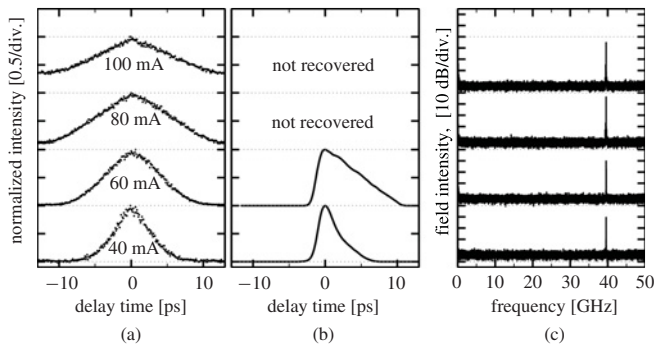 normalized intensity [0.5/div.]
100 mA
80 mA
60 mA
40 mA
−10 0 10
delay time [ps]
(a)
not recovered
not recovered
−10 0 10
delay time [ps]
(b)
field intensity, [10 dB/div.]
0 10 20 30 40 50
frequency [GHz]
(c)